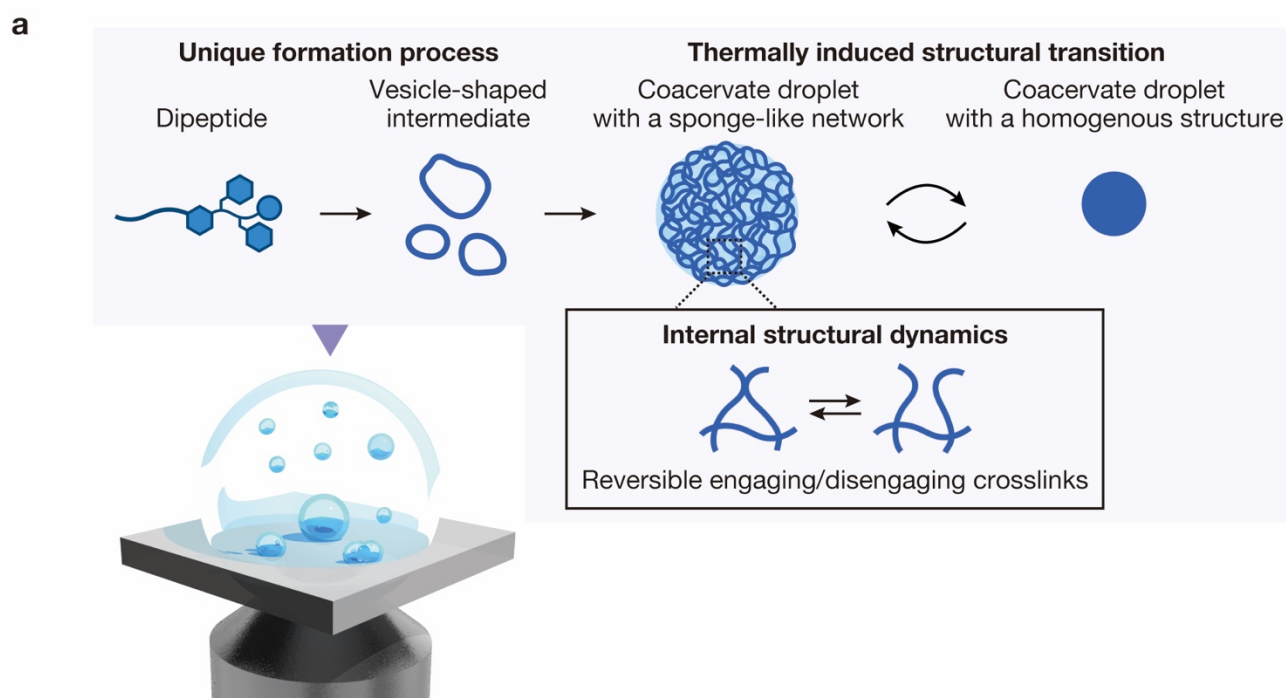 a
Unique formation process
Thermally induced structural transition
Dipeptide
Vesicle-shaped
intermediate
Coacervate droplet
with a sponge-like network
Coacervate droplet
with a homogenous structure
Internal structural dynamics
Reversible engaging/disengaging crosslinks